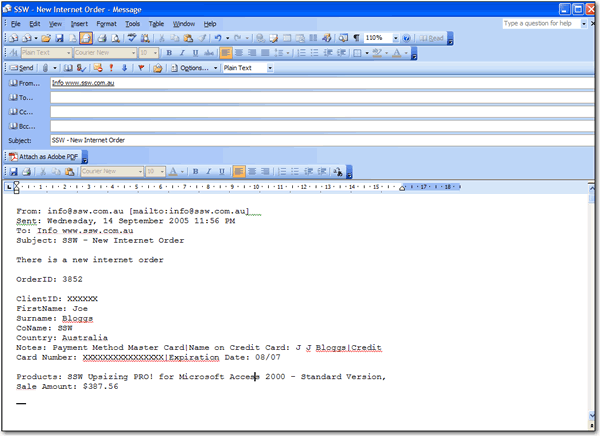 SSW - New Internet Order - Message
File Edit View Insert Format Tools Table Window Help Type a question for help
110% Read
Plain Text Courier New 10 B I U
Send Options... Plain Text
From... Info www.ssw.com.au
To...
Cc...
Bcc...
Subject: SSW - New Internet Order
Attach as Adobe PDF
Courier New 10 A B I U
1 2 3 4 5 6 7 8 9 10 11 12 13 14 15 17 18
From: info@ssw.com.au [mailto:info@ssw.com.au]
Sent: Wednesday, 14 September 2005 11:56 PM
To: Info www.ssw.com.au
Subject: SSW - New Internet Order
There is a new internet order
OrderID: 3852
ClientID: XXXXXX
FirstName: Joe
Surname: Bloggs
CoName: SSW
Country: Australia
Notes: Payment Method Master Card|Name on Credit Card: J J Bloggs|Credit
Card Number: XXXXXXXXXXXXXXXX|Expiration Date: 08/07
Products: SSW Upsizing PRO! for Microsoft Access 2000 - Standard Version,
Sale Amount: $387.56